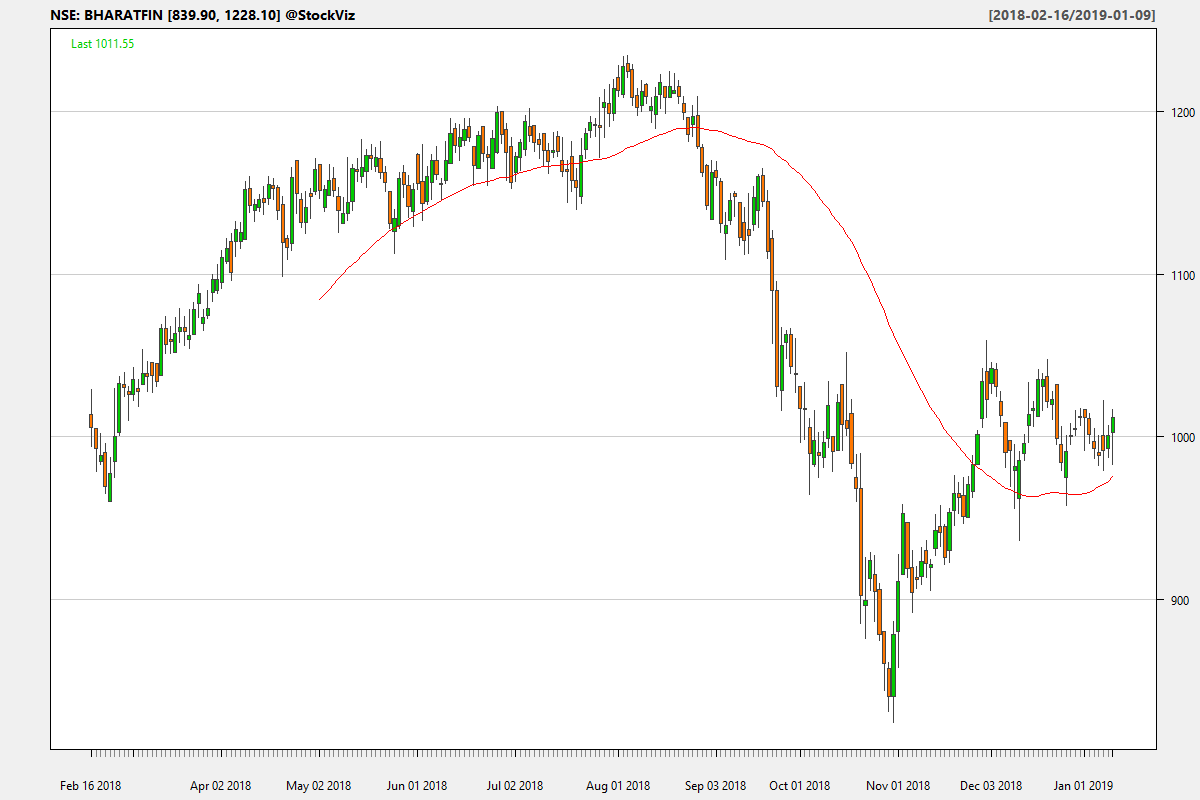 NSE: BHARATFIN [839.90, 1228.10] @StockViz [2018-02-16/2019-01-09]
Last 1011.55
1200
1100
1000
900
Feb 16 2018 Apr 02 2018 May 02 2018 Jun 01 2018 Jul 02 2018 Aug 01 2018 Sep 03 2018 Oct 01 2018 Nov 01 2018 Dec 03 2018 Jan 01 2019